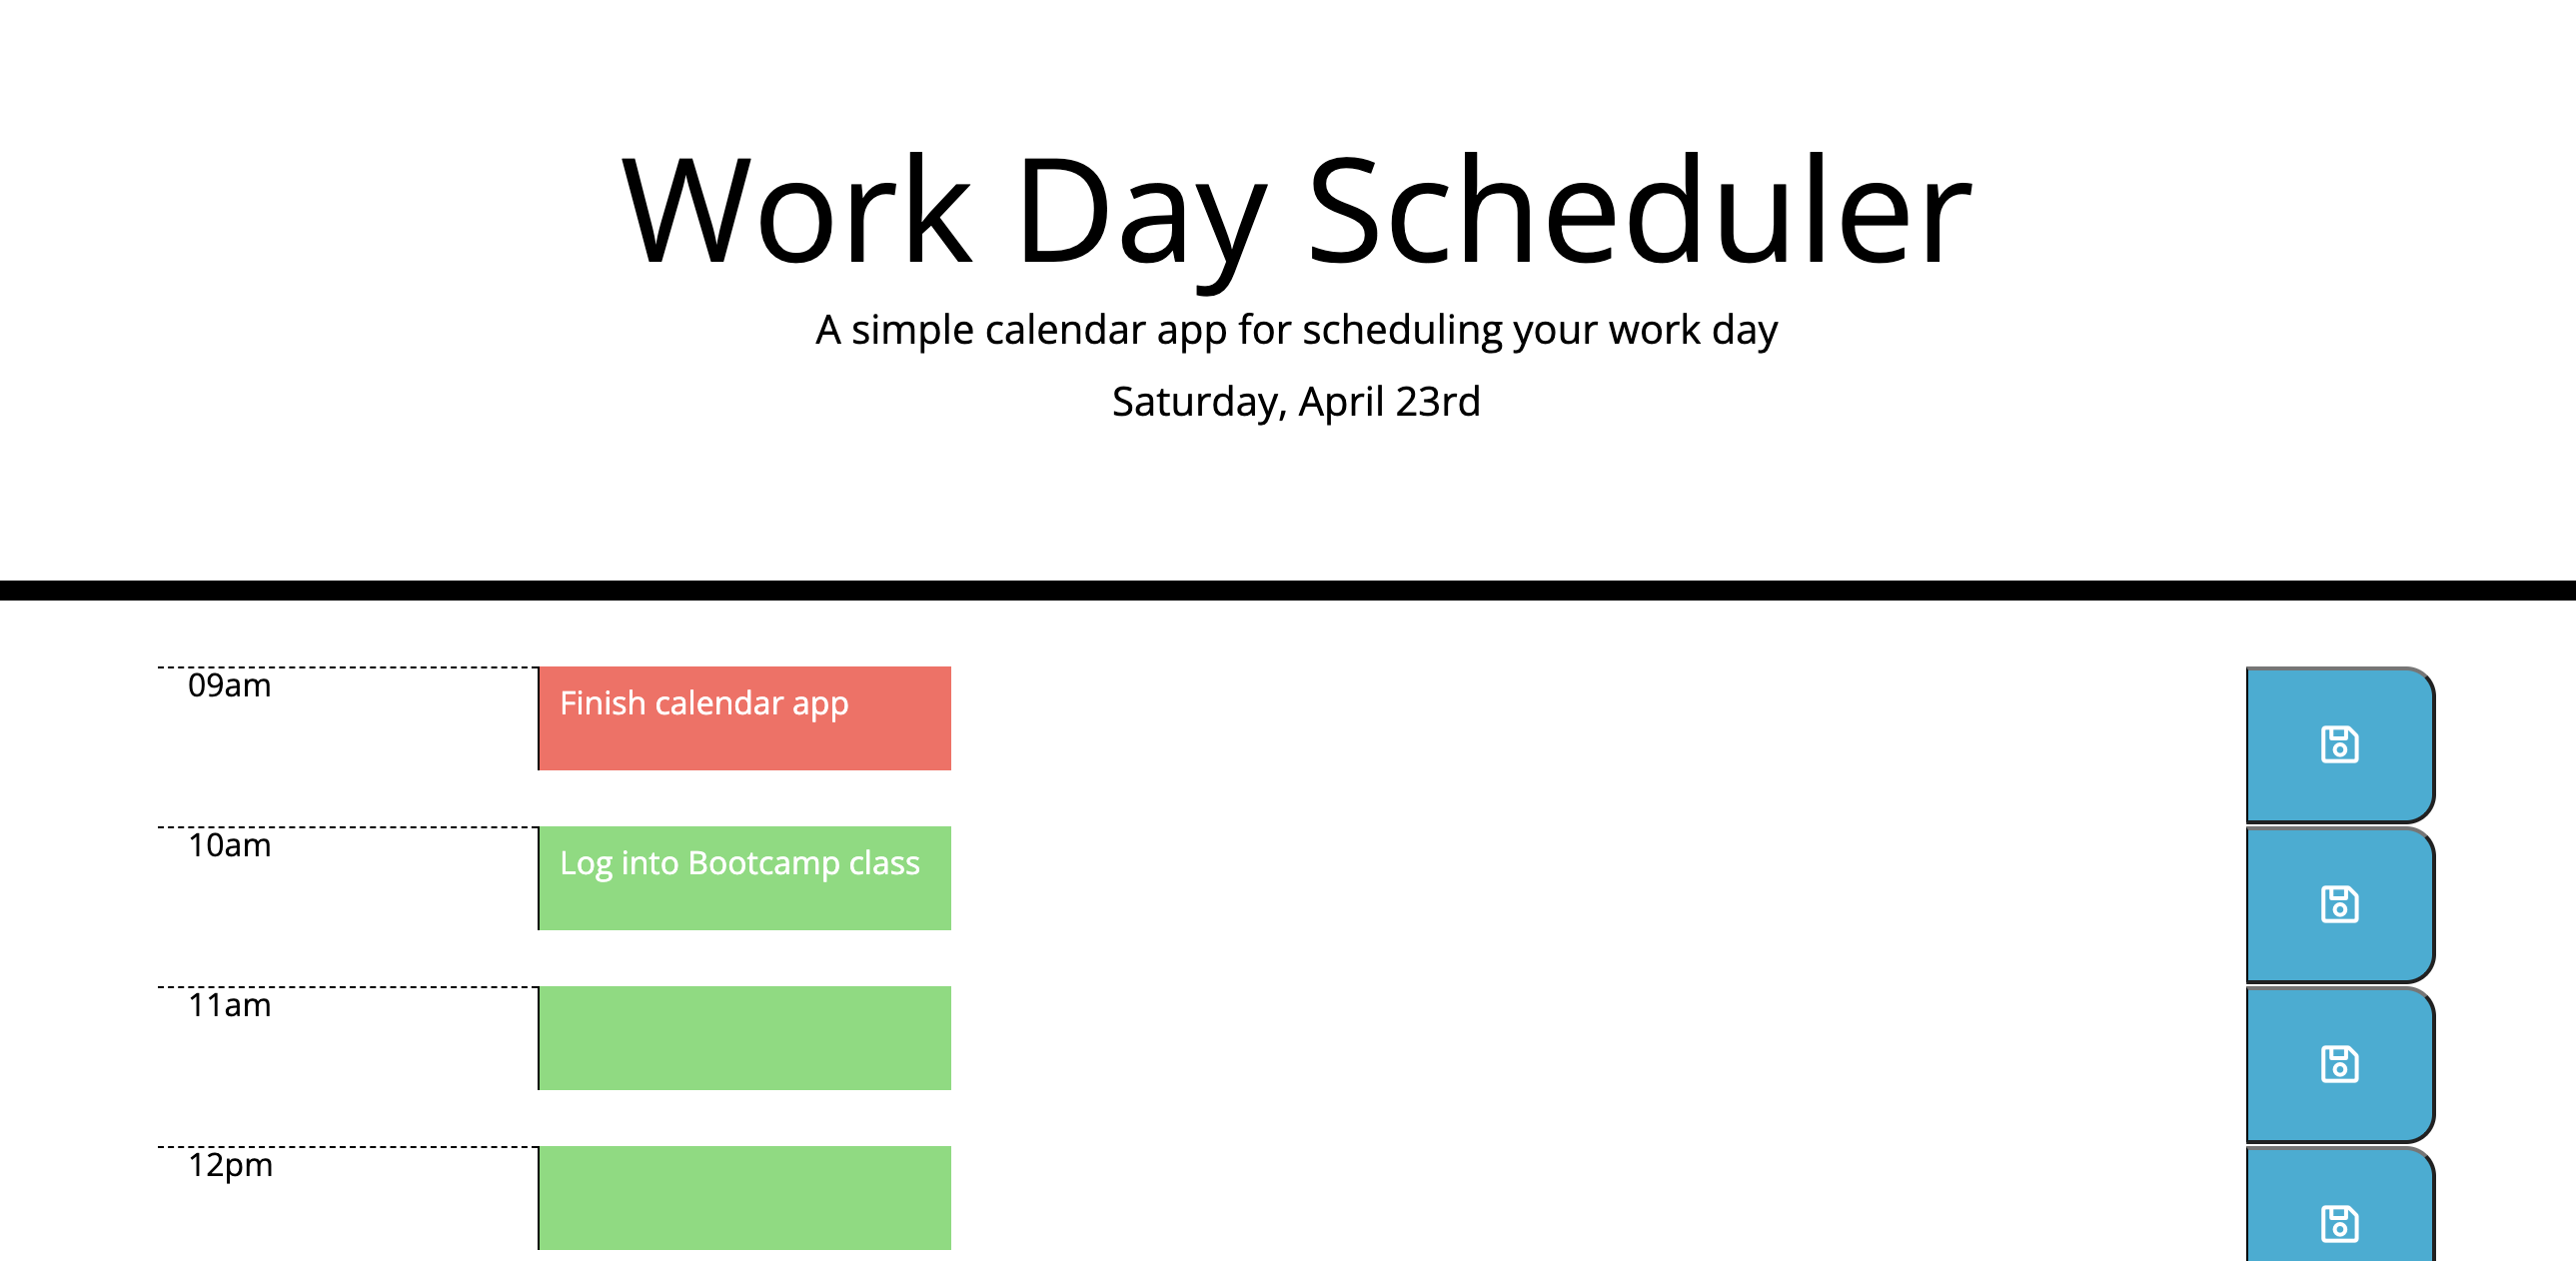 Work Day Scheduler
A simple calendar app for scheduling your work day
Saturday, April 23rd
09am
Finish calendar app
10am
Log into Bootcamp class
11am
12pm